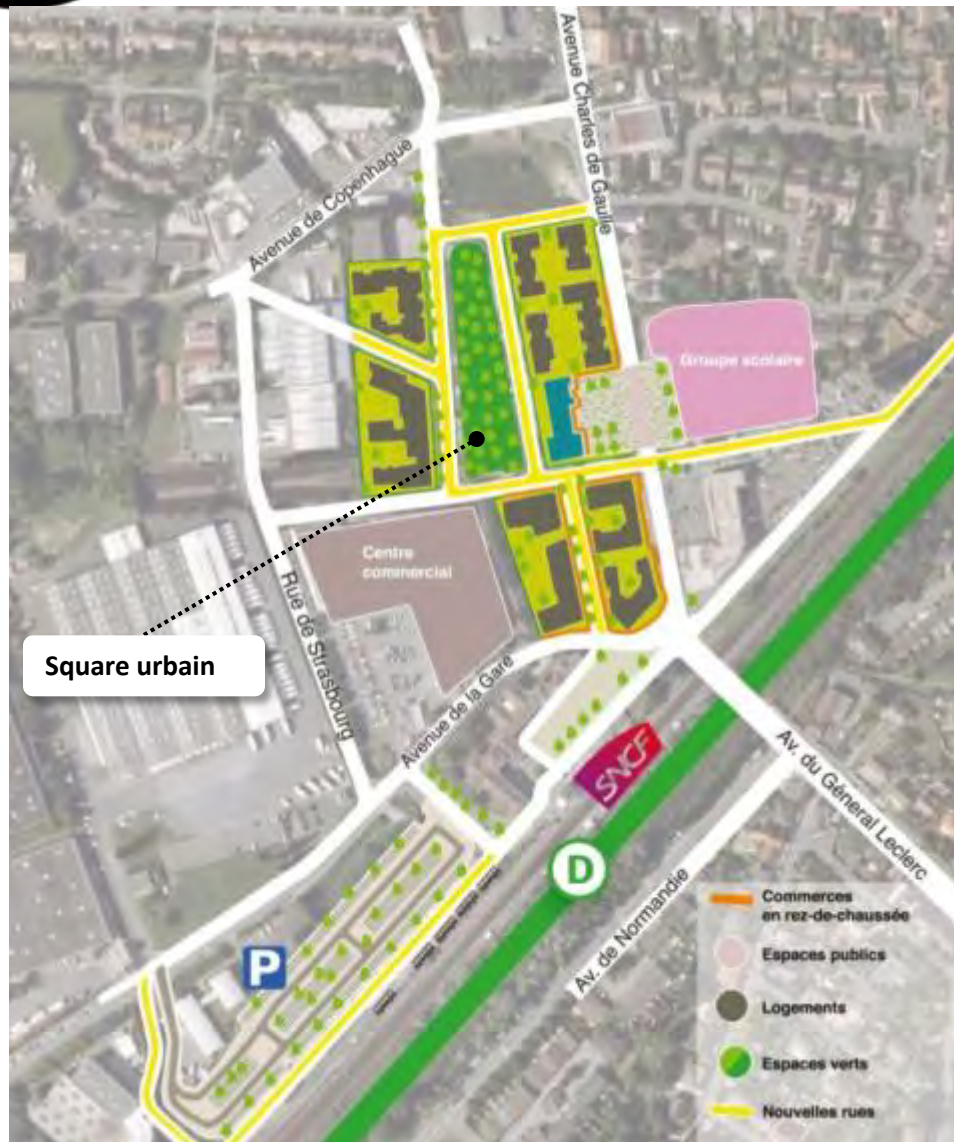 Avenue Charles de Gaulle
Avenue de Copenhague
Groupe scolaire
Centre
commercial
Square urbain
Rue de Strasbourg
Avenue de la Gare
SNCF
Av. du Géneral Leclerc
D
Av. de Normandie
P
Commerces
en rez-de-chaussée
Espaces publics
Logements
Espaces verts
Nouvelles rues